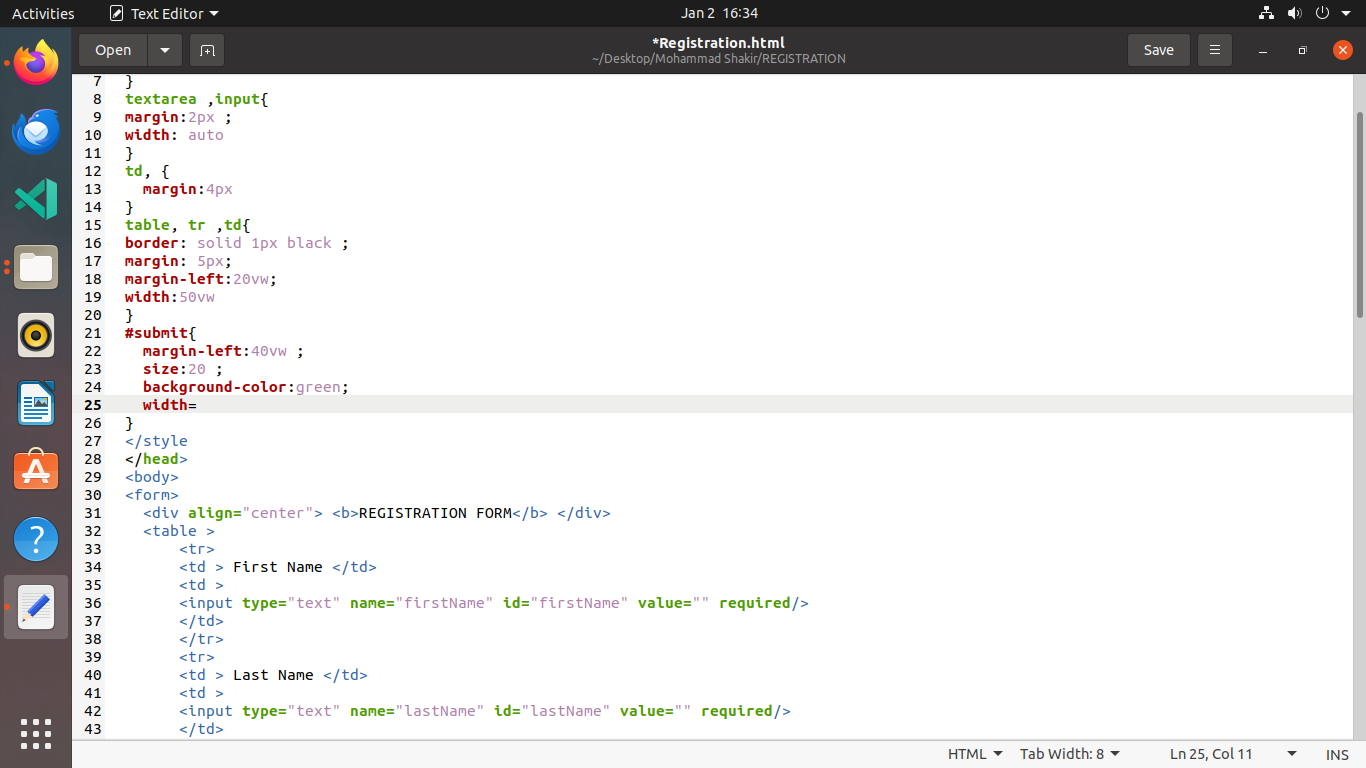 Activities Text Editor Jan 2 16:34
Open *Registration.html Save
~/Desktop/Mohammad Shakir/REGISTRATION
7 }
8 textarea ,input{
9 margin:2px ;
10 width: auto
11 }
12 td, {
13 margin:4px
14 }
15 table, tr ,td{
16 border: solid 1px black ;
17 margin: 5px;
18 margin-left:20vw;
19 width:50vw
20 }
21 #submit{
22 margin-left:40vw ;
23 size:20 ;
24 background-color:green;
25 width=
26 }
27 </style
28 </head>
29 <body>
30 <form>
31 <div align="center"> <b>REGISTRATION FORM</b> </div>
32 <table >
33 <tr>
34 <td > First Name </td>
35 <td >
36 <input type="text" name="firstName" id="firstName" value="" required/>
37 </td>
38 </tr>
39 <tr>
40 <td > Last Name </td>
41 <td >
42 <input type="text" name="lastName" id="lastName" value="" required/>
43 </td>
HTML Tab Width: 8 Ln 25, Col 11 INS